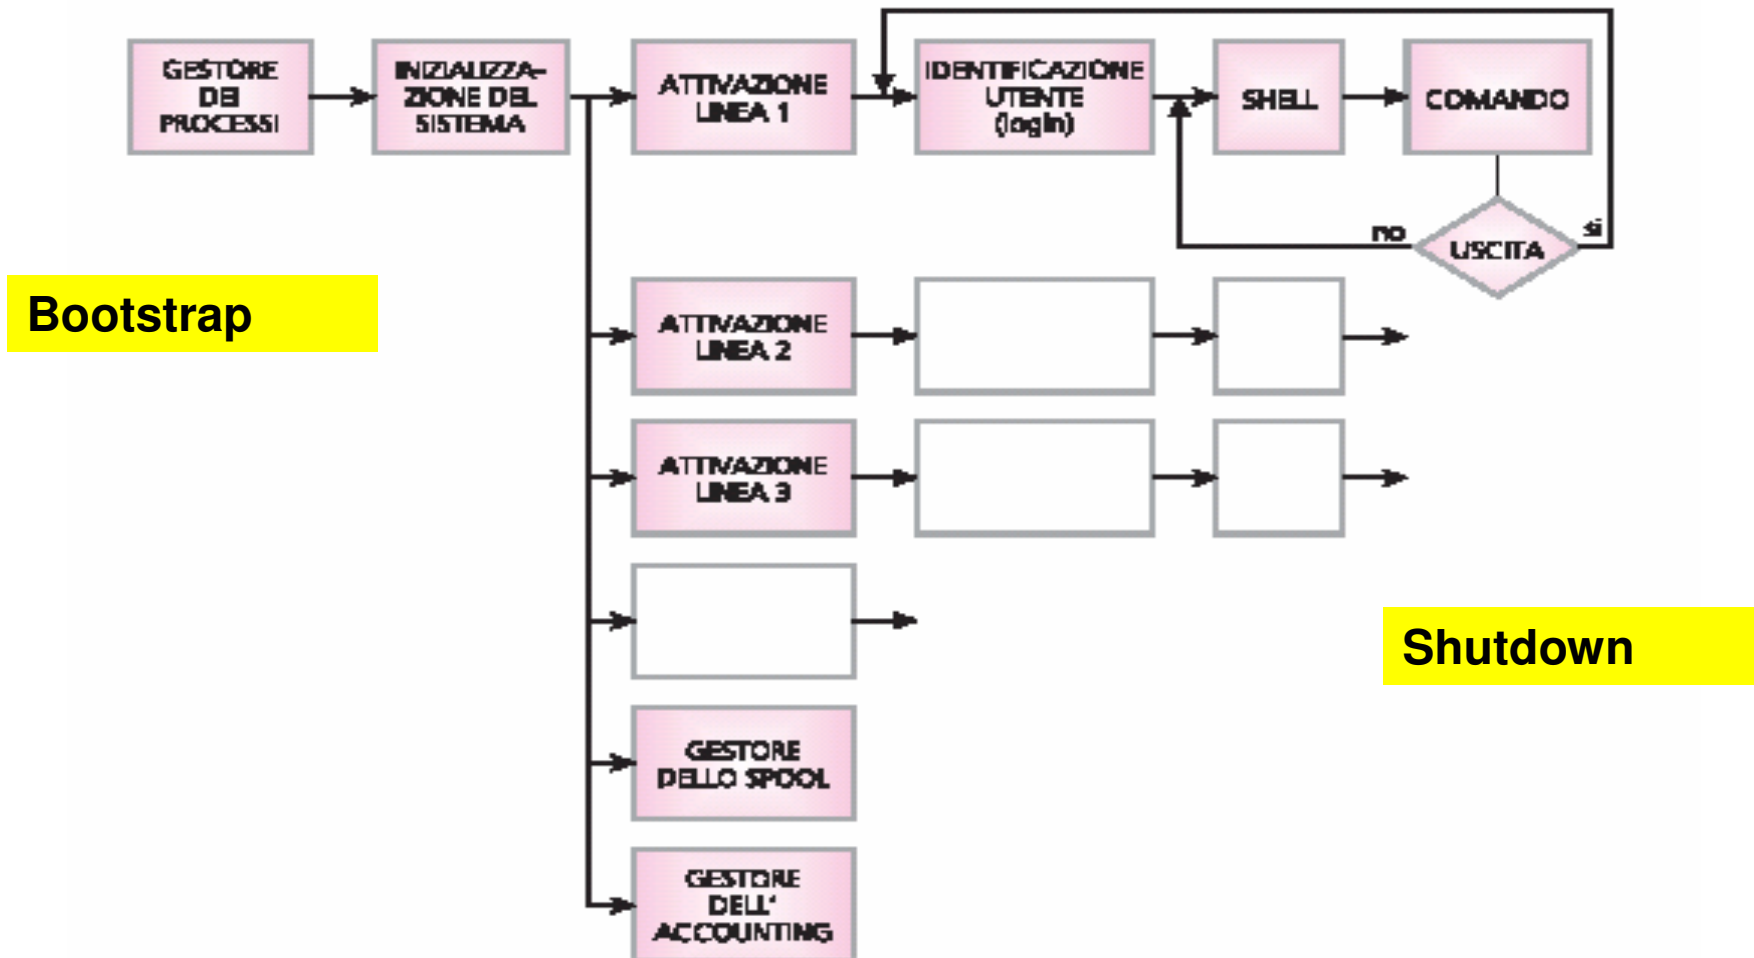 GESTORE
DEI
PROCESSI
INIZIALIZZA-
ZIONE DEL
SISTEMA
ATTIVAZIONE
LINEA 1
IDENTIFICAZIONE
UTENTE
(login)
SHELL
COMANDO
no
USCITA
si
Bootstrap
ATTIVAZIONE
LINEA 2
ATTIVAZIONE
LINEA 3
Shutdown
GESTORE
DELLO SPOOL
GESTORE
DELL'
ACCOUNTING